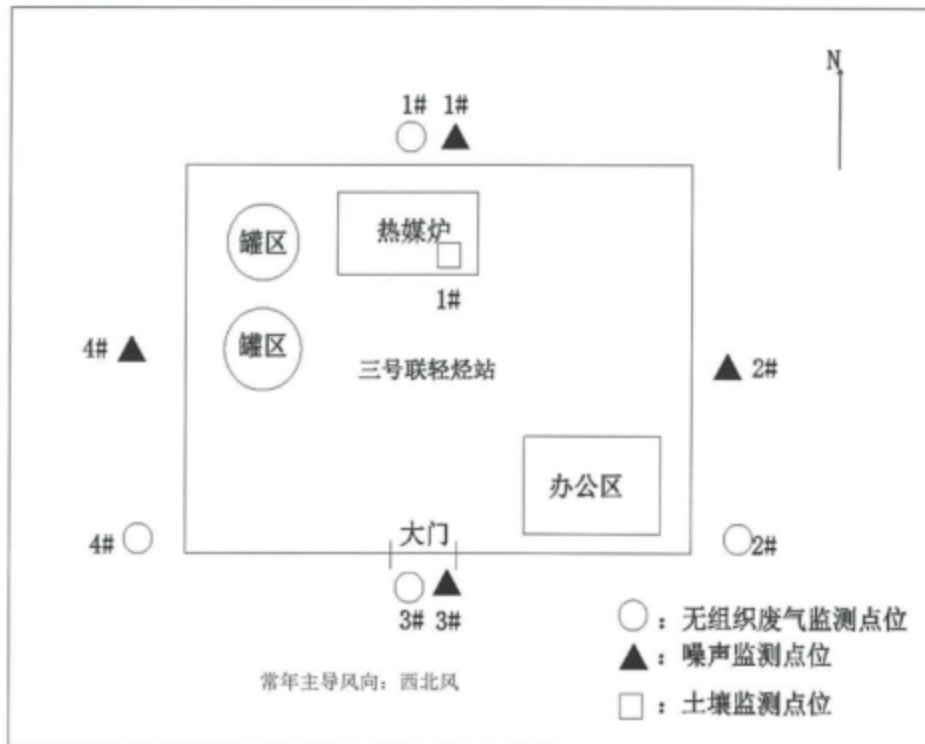 N
1# 1#
罐区
热媒炉
1#
罐区
4#
三号联轻烃站
2#
办公区
4#
大门
2#
3# 3#
○：无组织废气监测点位
▲：噪声监测点位
常年主导风向：西北风
□：土壤监测点位